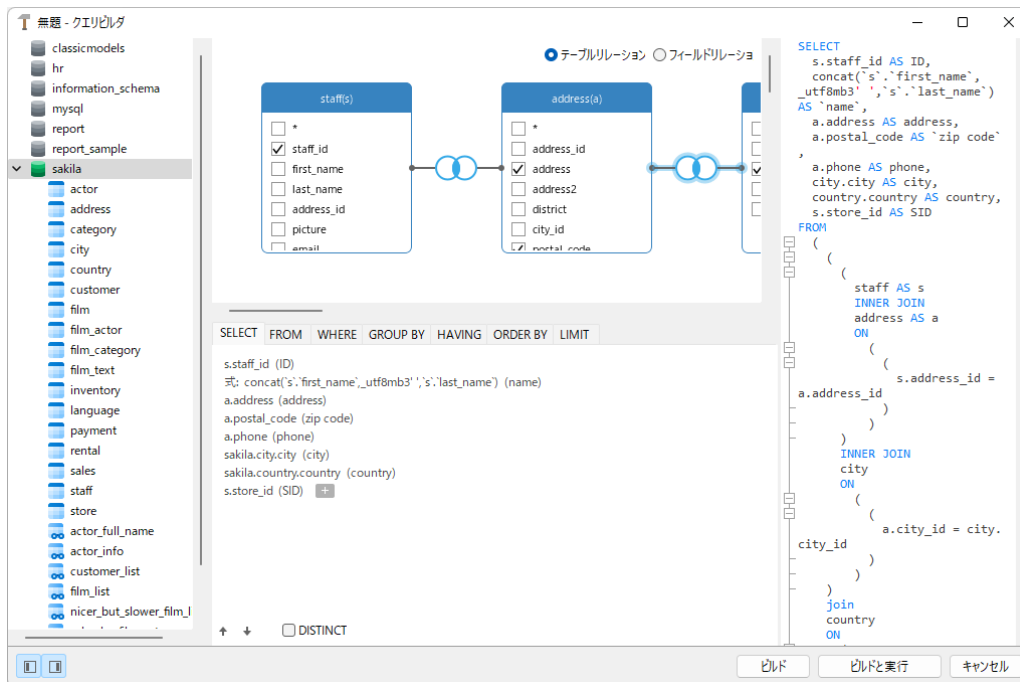 無題 - クエリビルダ
classicmodels
hr
information_schema
mysql
report
report_sample
sakila
actor
address
category
city
country
customer
film
film_actor
film_category
film_text
inventory
language
payment
rental
sales
staff
store
actor_full_name
actor_info
customer_list
film_list
nicer_but_slower_film_l
テーブルリレーション フィールドリレーショ
staff(s)
*
staff_id
first_name
last_name
address_id
picture
email
address(a)
*
address_id
address
address2
district
city_id
postal_code
SELECT FROM WHERE GROUP BY HAVING ORDER BY LIMIT
s.staff_id (ID)
式: concat(`s`.`first_name`,_utf8mb3' ',`s`.`last_name`) (name)
a.address (address)
a.postal_code (zip code)
a.phone (phone)
sakila.city.city (city)
sakila.country.country (country)
s.store_id (SID) +
DISTINCT
SELECT
s.staff_id AS ID,
concat(`s`.`first_name`,
_utf8mb3' ',`s`.`last_name`)
AS `name`,
a.address AS address,
a.postal_code AS `zip code`
,
a.phone AS phone,
city.city AS city,
country.country AS country,
s.store_id AS SID
FROM
(
(
(
staff AS s
INNER JOIN
address AS a
ON
(
(
s.address_id =
a.address_id
)
)
)
INNER JOIN
city
ON
(
(
a.city_id = city.
city_id
)
)
)
join
country
ON
ビルド ビルドと実行 キャンセル